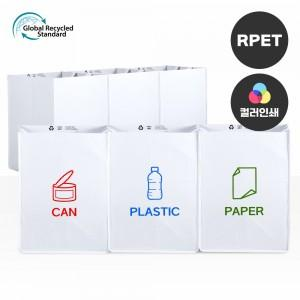 Global Recycled
Standard
RPET
컬러인쇄
CAN
PLASTIC
PAPER